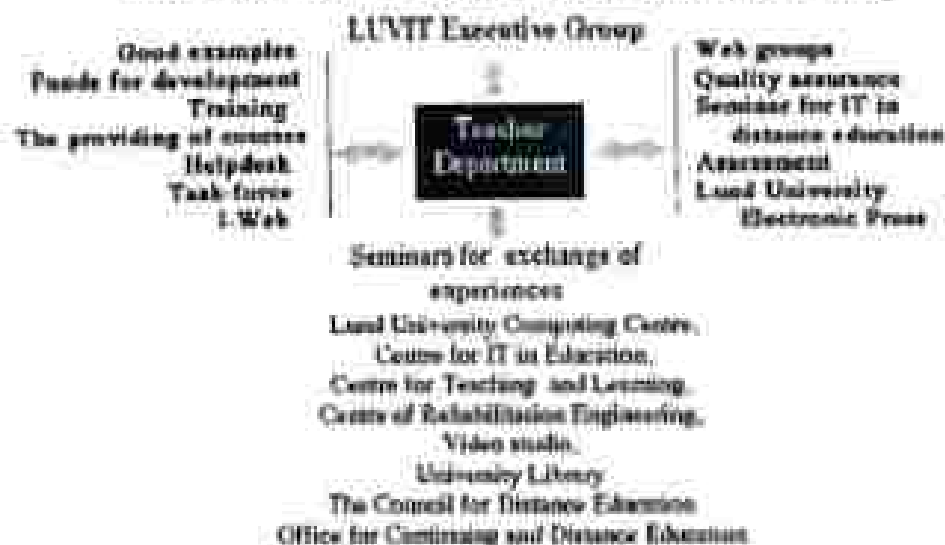 LUVIT Executive Group
Good examples
Funds for development
Training
The providing of courses
Helpdesk
Task-force
Teacher
Department
Web groups
Quality assurance
Seminar for IT in
distance education
Assessment
Lund University
Electronic Press
Seminars for exchange of
experiences
Lund University Computing Centre,
Centre for IT in Education,
Centre for Teaching and Learning,
Centre of Rehabilitation Engineering,
Video studio,
University Library
The Council for Distance Education
Office for Continuing and Distance Education